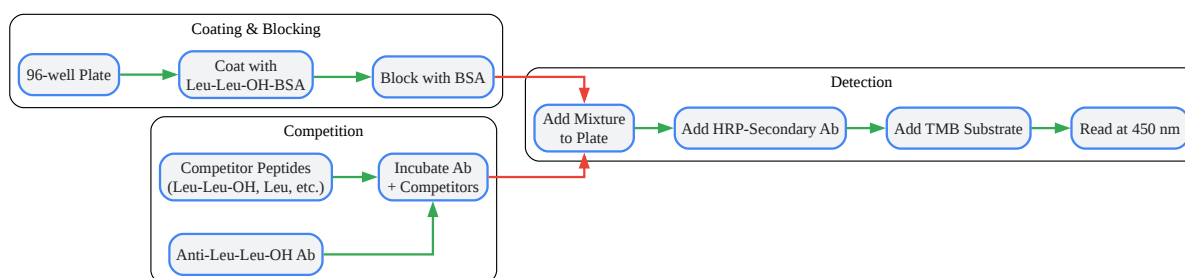 Coating & Blocking
96-well Plate
Coat with
Leu-Leu-OH-BSA
Block with BSA
Competition
Competitor Peptides
(Leu-Leu-OH, Leu, etc.)
Incubate Ab
+ Competitors
Anti-Leu-Leu-OH Ab
Detection
Add Mixture
to Plate
Add HRP-Secondary Ab
Add TMB Substrate
Read at 450 nm